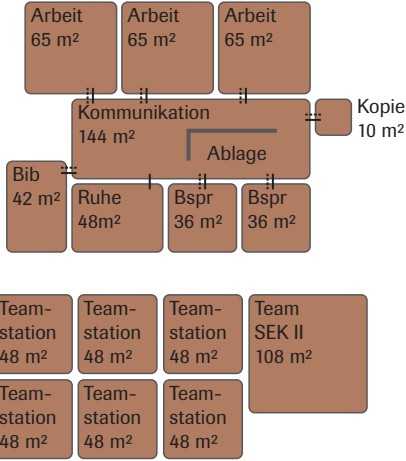 Arbeit
65 m²
Arbeit
65 m²
Arbeit
65 m²
Kommunikation
144 m²
Ablage
Kopie
10 m²
Bib
42 m²
Ruhe
48m²
Bspr
36 m²
Bspr
36 m²
Team-
station
48 m²
Team-
station
48 m²
Team-
station
48 m²
Team
SEK II
108 m²
Team-
station
48 m²
Team-
station
48 m²
Team-
station
48 m²